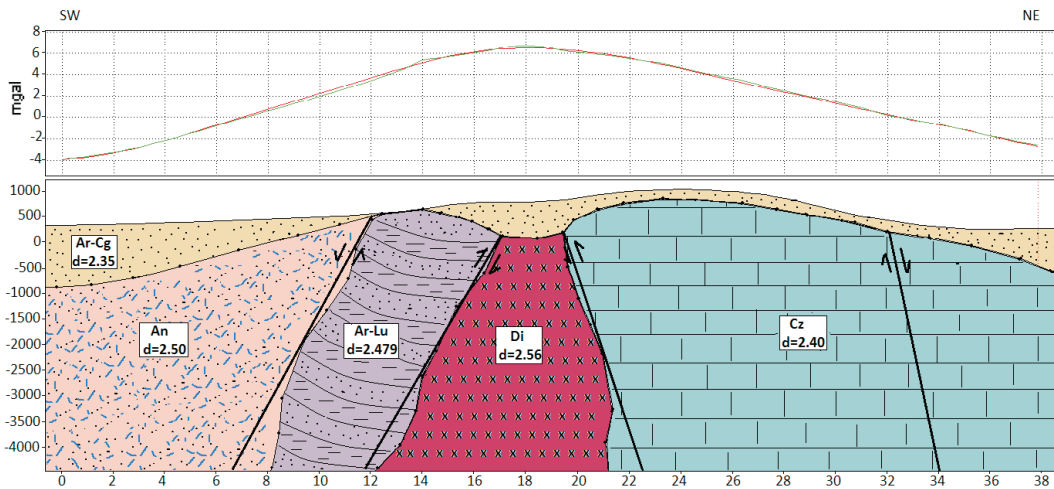 SW NE
8
6
4
2
0
-2
-4
mgal
1000
500
0
-500
-1000
-1500
-2000
-2500
-3000
-3500
-4000
Ar-Cg
d=2.35
An
d=2.50
Ar-Lu
d=2.479
Di
d=2.56
Cz
d=2.40
0 2 4 6 8 10 12 14 16 18 20 22 24 26 28 30 32 34 36 38